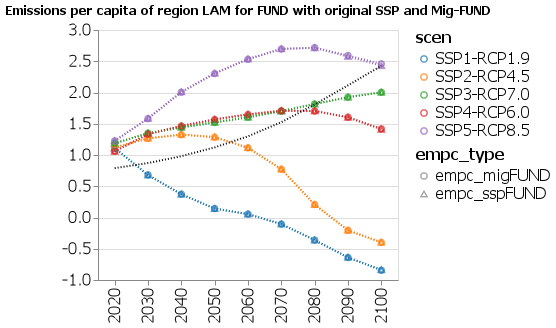 Emissions per capita of region LAM for FUND with original SSP and Mig-FUND
3.0
2.5
2.0
1.5
1.0
0.5
0.0
-0.5
-1.0
2020
2030
2040
2050
2060
2070
2080
2090
2100
scen
SSP1-RCP1.9
SSP2-RCP4.5
SSP3-RCP7.0
SSP4-RCP6.0
SSP5-RCP8.5
empc_type
empc_migFUND
empc_sspFUND